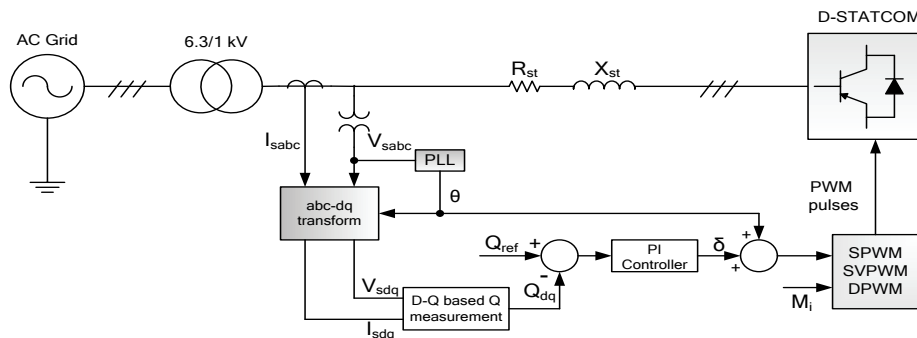 D-STATCOM
AC Grid
6.3/1 kV
Rst
Xst
Isabc
Vsabc
PLL
θ
abc-dq
transform
PWM
pulses
Qref
+
-
Qdq
PI
Controller
δ
+
+
SPWM
SVPWM
DPWM
Mi
Vsdq
Isdq
D-Q based Q
measurement